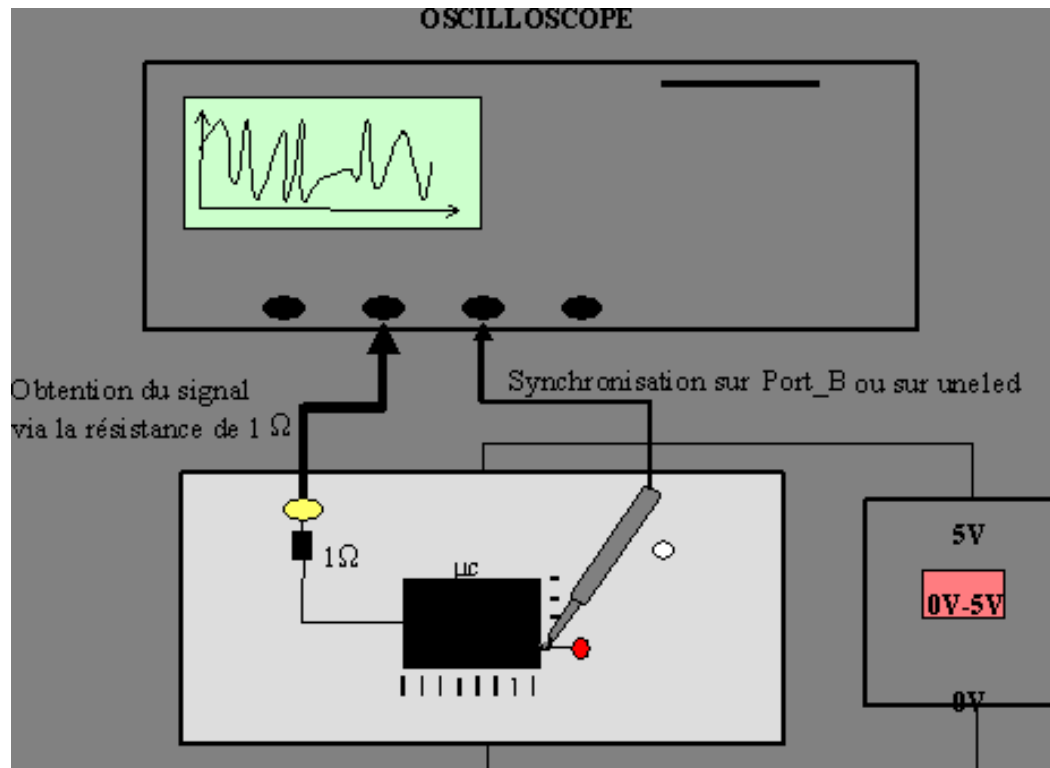 OSCILLOSCOPE
Obtention du signal
via la résistance de 1 Ω
Synchronisation sur Port_B ou sur uneled
1Ω
µc
5V
0V-5V
0V